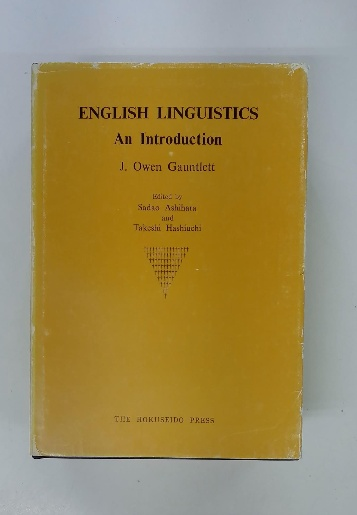 ENGLISH LINGUISTICS
An Introduction
J. Owen Gauntlett
Edited by
Sadao Ashihara
and
Takeshi Hashiuchi
THE HOKUSEIDO PRESS